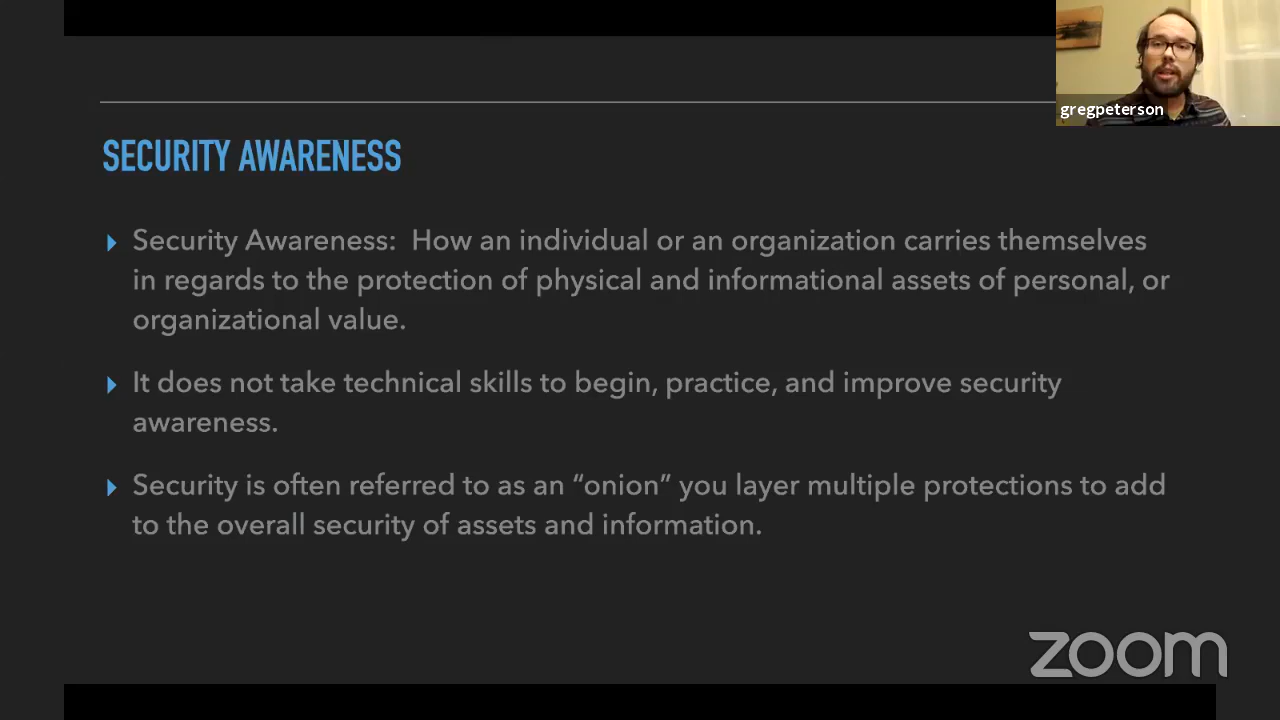 gregpeterson
SECURITY AWARENESS
Security Awareness:  How an individual or an organization carries themselves
in regards to the protection of physical and informational assets of personal, or
organizational value.
It does not take technical skills to begin, practice, and improve security
awareness.
Security is often referred to as an “onion” you layer multiple protections to add
to the overall security of assets and information.
zoom